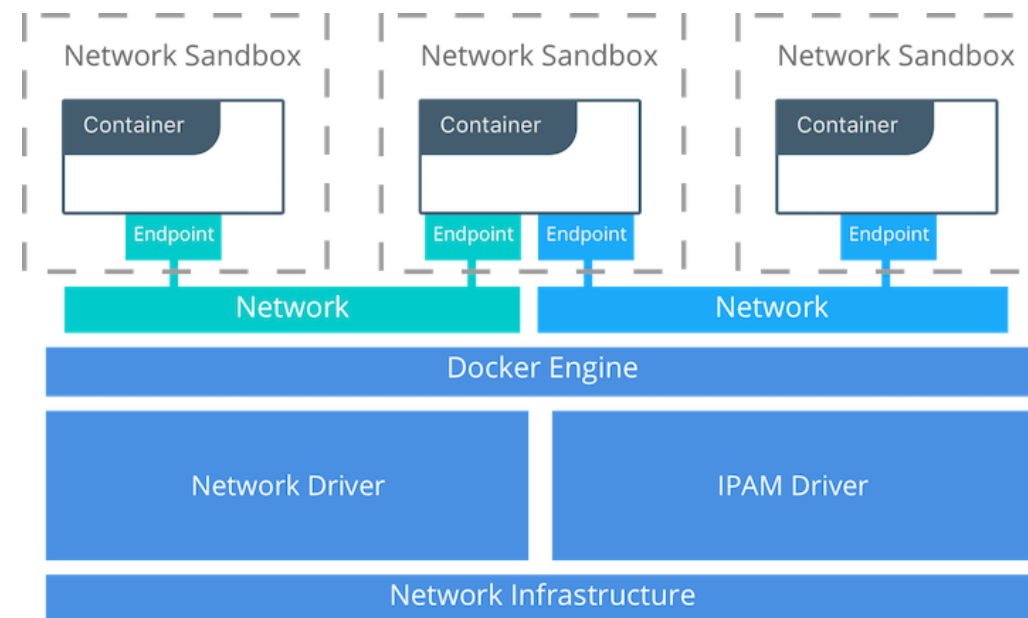 Network Sandbox
Network Sandbox
Network Sandbox
Container
Container
Container
Endpoint
Endpoint
Endpoint
Endpoint
Network
Network
Docker Engine
Network Driver
IPAM Driver
Network Infrastructure